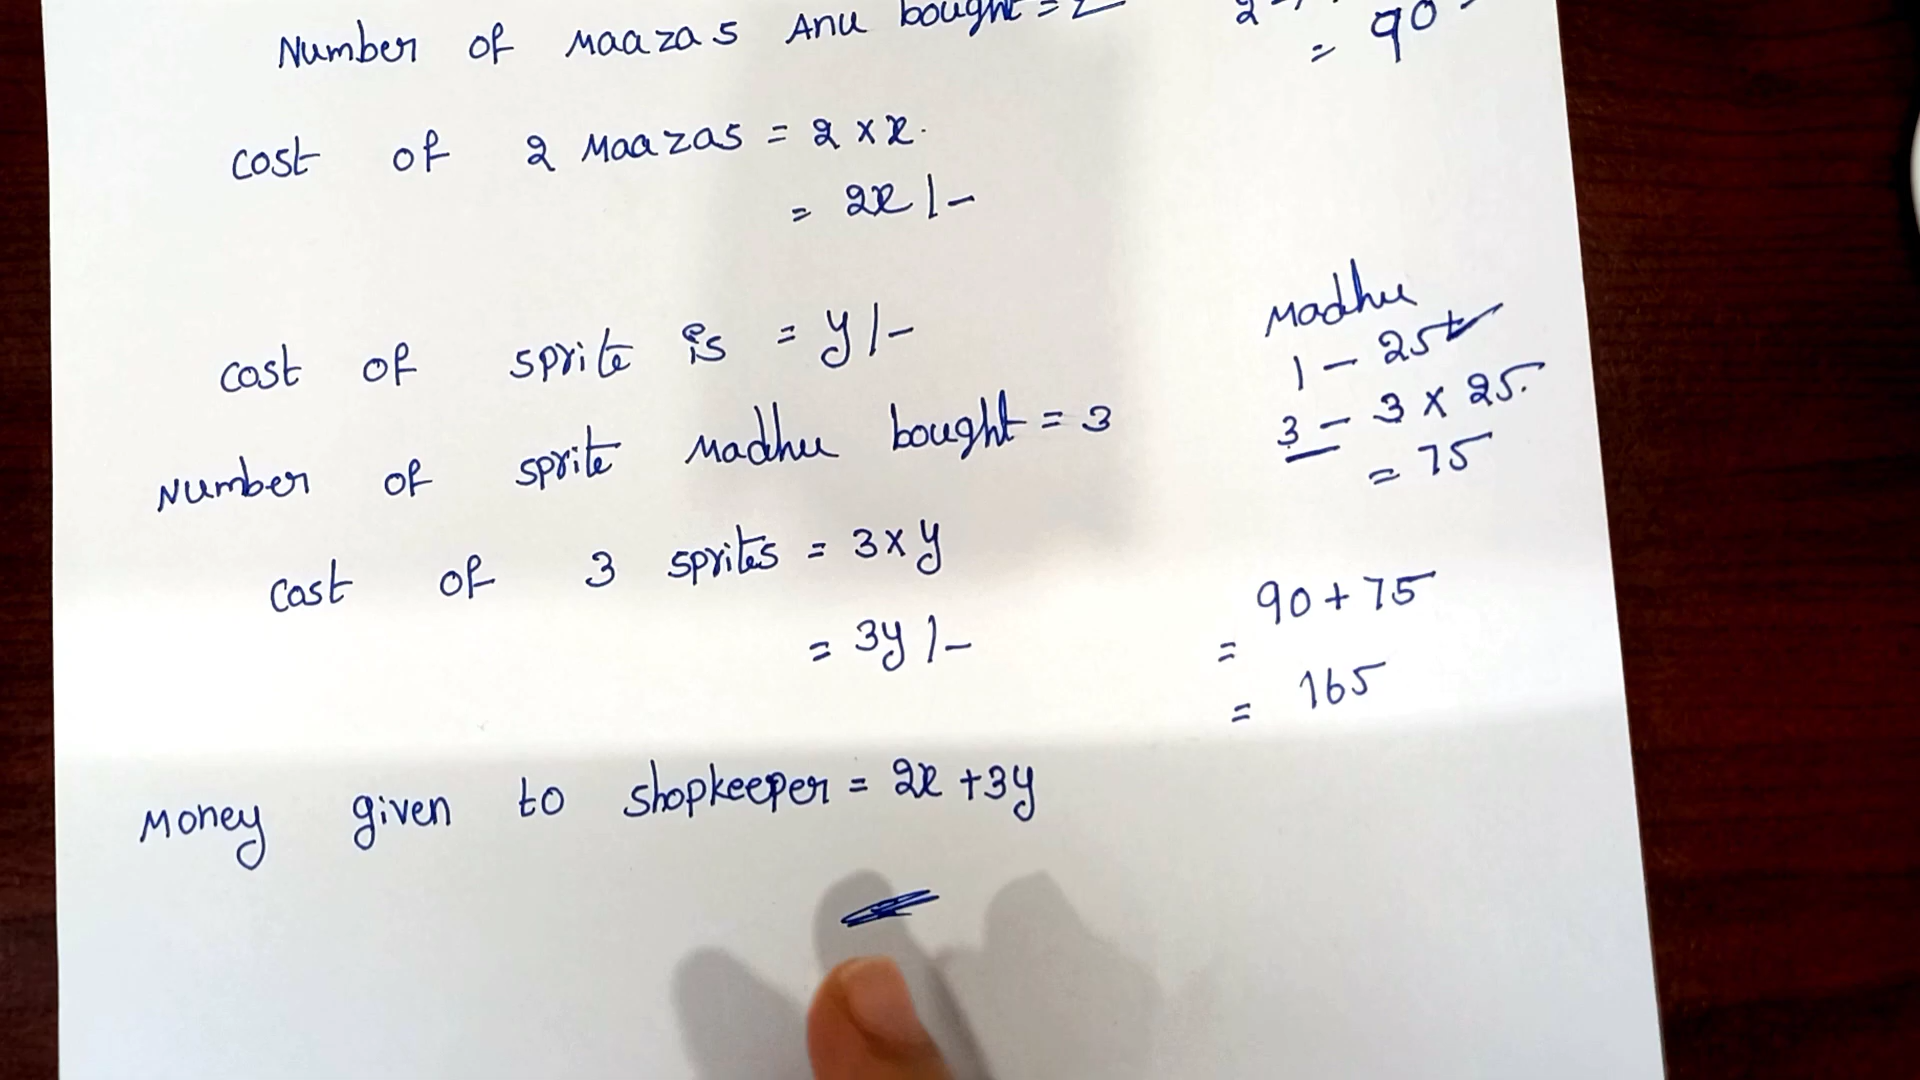 Number of Maazas Anu bought = 2
= 90
cost of 2 Maazas = 2 × x.
= 2x /-
cost of sprite is = y /-
Number of sprite Madhu bought = 3
cost of 3 sprites = 3 × y
= 3y /-
Money given to shopkeeper = 2x + 3y
Madhu
1 - 25
3 - 3 × 25.
= 75
90 + 75
=
= 165